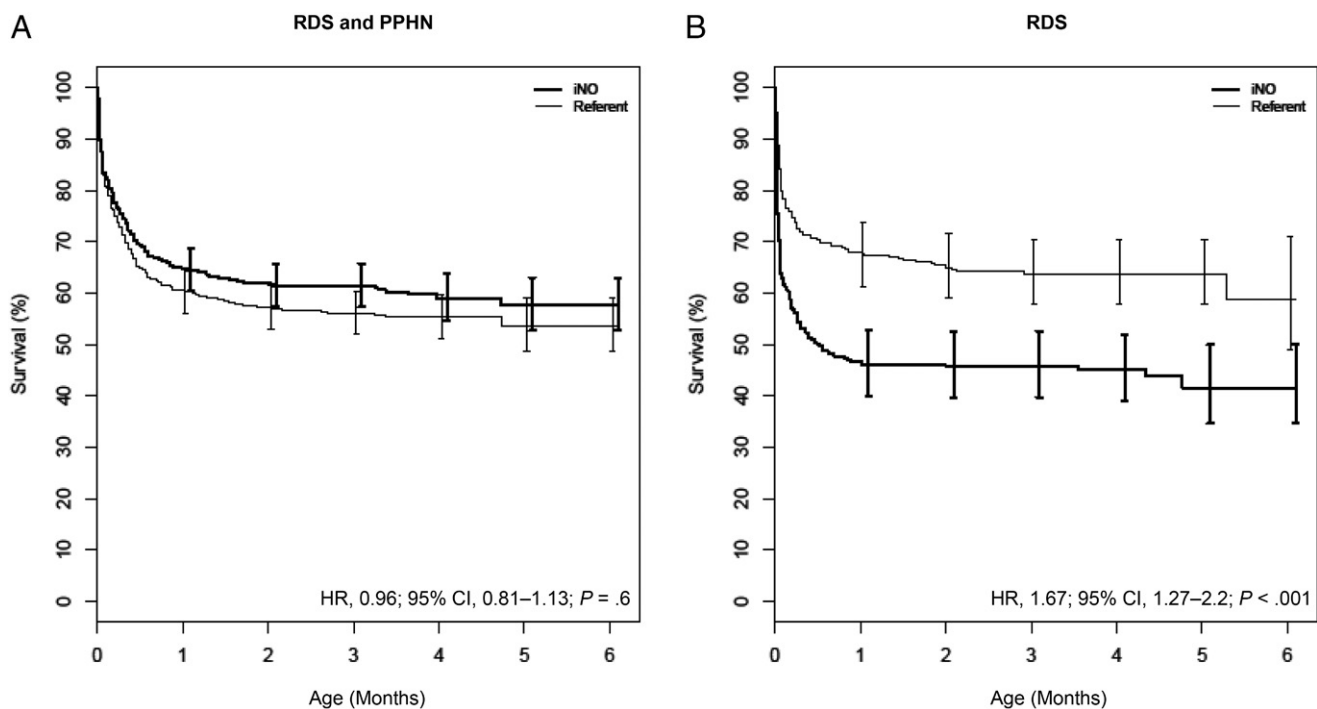 A
RDS and PPHN
iNO
Referent
100
90
80
70
60
50
40
30
20
10
0
Survival (%)
HR, 0.96; 95% CI, 0.81–1.13; P = .6
0 1 2 3 4 5 6
Age (Months)
B
RDS
iNO
Referent
100
90
80
70
60
50
40
30
20
10
0
Survival (%)
HR, 1.67; 95% CI, 1.27–2.2; P < .001
0 1 2 3 4 5 6
Age (Months)